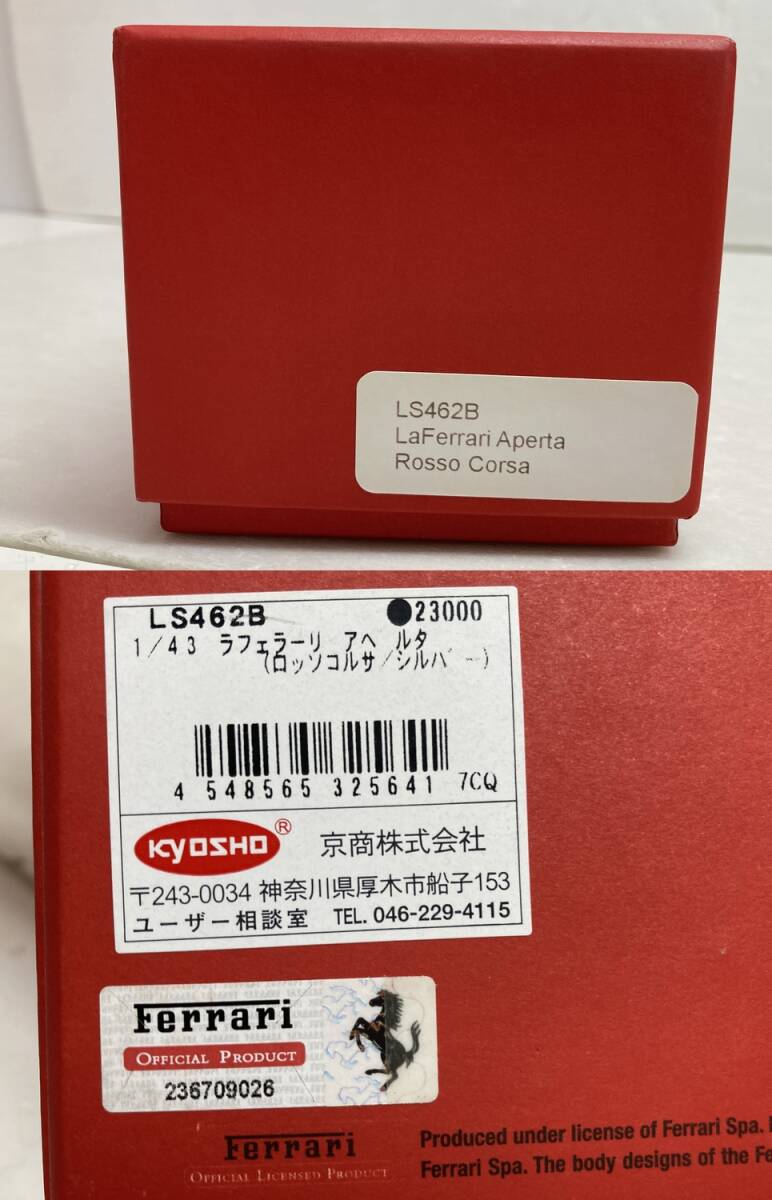 LS462B
LaFerrari Aperta
Rosso Corsa
LS462B ●23000
1/43 ラフェラーリ アペルタ
(ロッソコルサ/シルバー)
4 548565 325641 7CQ
KYOSHO® 京商株式会社
〒243-0034 神奈川県厚木市船子153
ユーザー相談室 TEL. 046-229-4115
Ferrari
OFFICIAL PRODUCT
236709026
Ferrari
OFFICIAL LICENSED PRODUCT
Produced under license of Ferrari Spa.
Ferrari Spa. The body designs of the